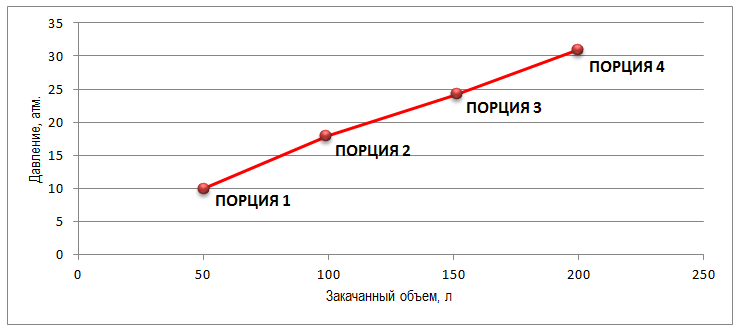 35
30
25
20
15
10
5
0
Давление, атм.
ПОРЦИЯ 1
ПОРЦИЯ 2
ПОРЦИЯ 3
ПОРЦИЯ 4
0 50 100 150 200 250
Закачанный объем, л